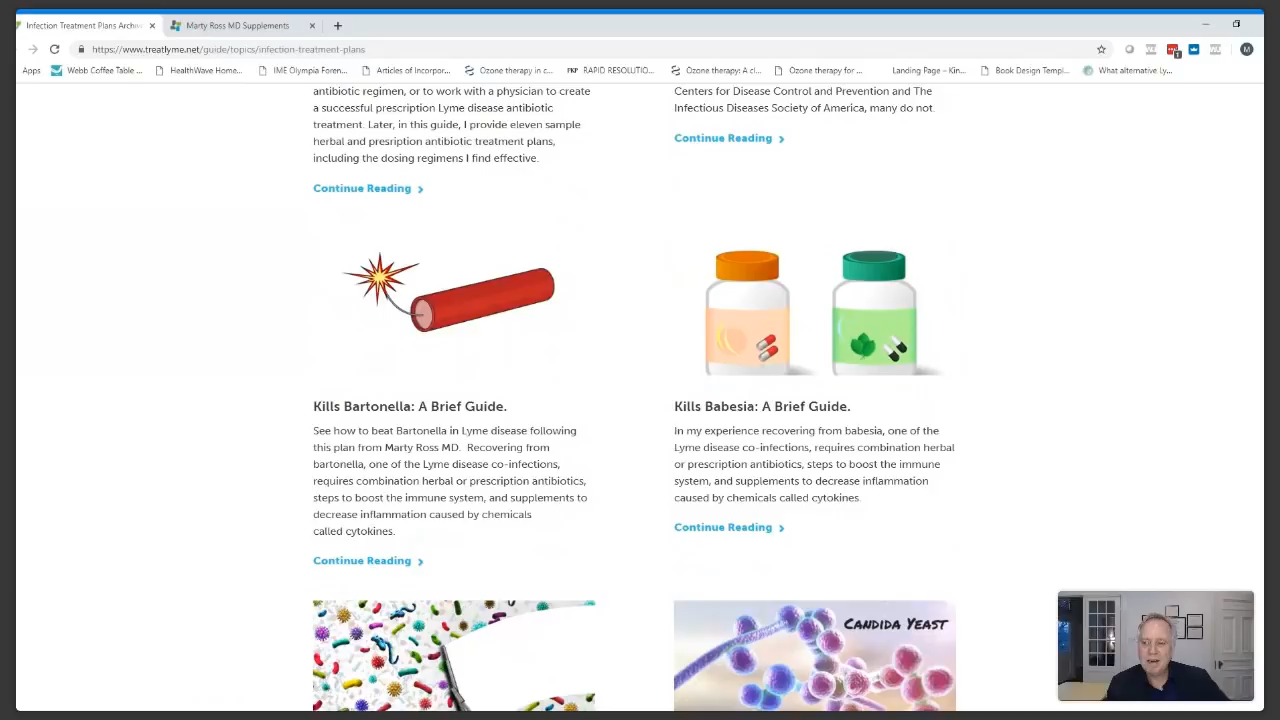 Infection Treatment Plans Archiv
Marty Ross MD Supplements
https://www.treatlyme.net/guide/topics/infection-treatment-plans
M
Apps
Webb Coffee Table ...
HealthWave Home...
IME Olympia Foren...
Articles of Incorpor...
Ozone therapy in c...
RAPID RESOLUTIO...
Ozone therapy: A cl...
Ozone therapy for ...
Landing Page – Kin...
Book Design Templ...
What alternative Ly...
antibiotic regimen, or to work with a physician to create
a successful prescription Lyme disease antibiotic
treatment. Later, in this guide, I provide eleven sample
herbal and presription antibiotic treatment plans,
including the dosing regimens I find effective.
Continue Reading
Centers for Disease Control and Prevention and The
Infectious Diseases Society of America, many do not.
Continue Reading
Kills Bartonella: A Brief Guide.
See how to beat Bartonella in Lyme disease following
this plan from Marty Ross MD. Recovering from
bartonella, one of the Lyme disease co-infections,
requires combination herbal or prescription antibiotics,
steps to boost the immune system, and supplements to
decrease inflammation caused by chemicals
called cytokines.
Continue Reading
Kills Babesia: A Brief Guide.
In my experience recovering from babesia, one of the
Lyme disease co-infections, requires combination herbal
or prescription antibiotics, steps to boost the immune
system, and supplements to decrease inflammation
caused by chemicals called cytokines.
Continue Reading
CANDIDA YEAST